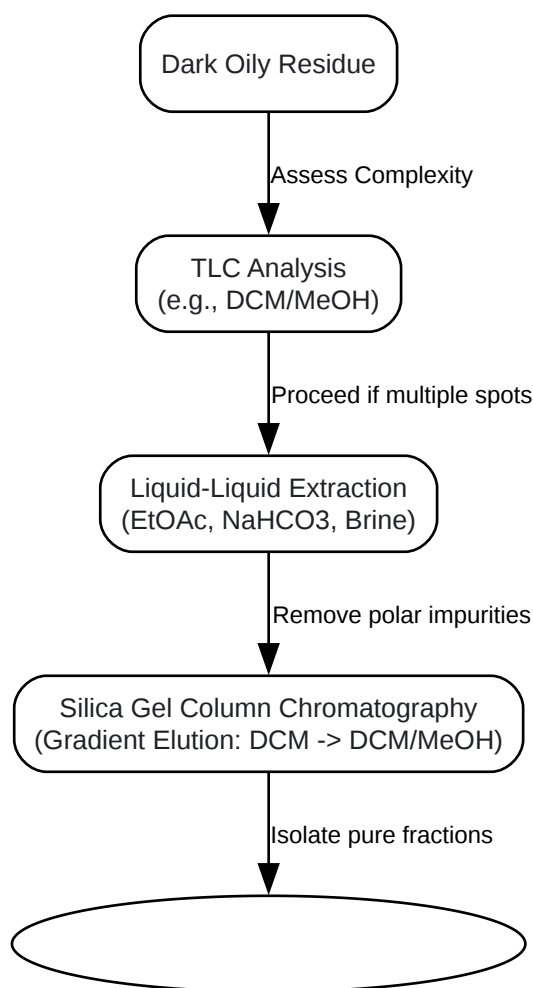 Dark Oily Residue
Assess Complexity
TLC Analysis
(e.g., DCM/MeOH)
Proceed if multiple spots
Liquid-Liquid Extraction
(EtOAc, NaHCO3, Brine)
Remove polar impurities
Silica Gel Column Chromatography
(Gradient Elution: DCM -> DCM/MeOH)
Isolate pure fractions